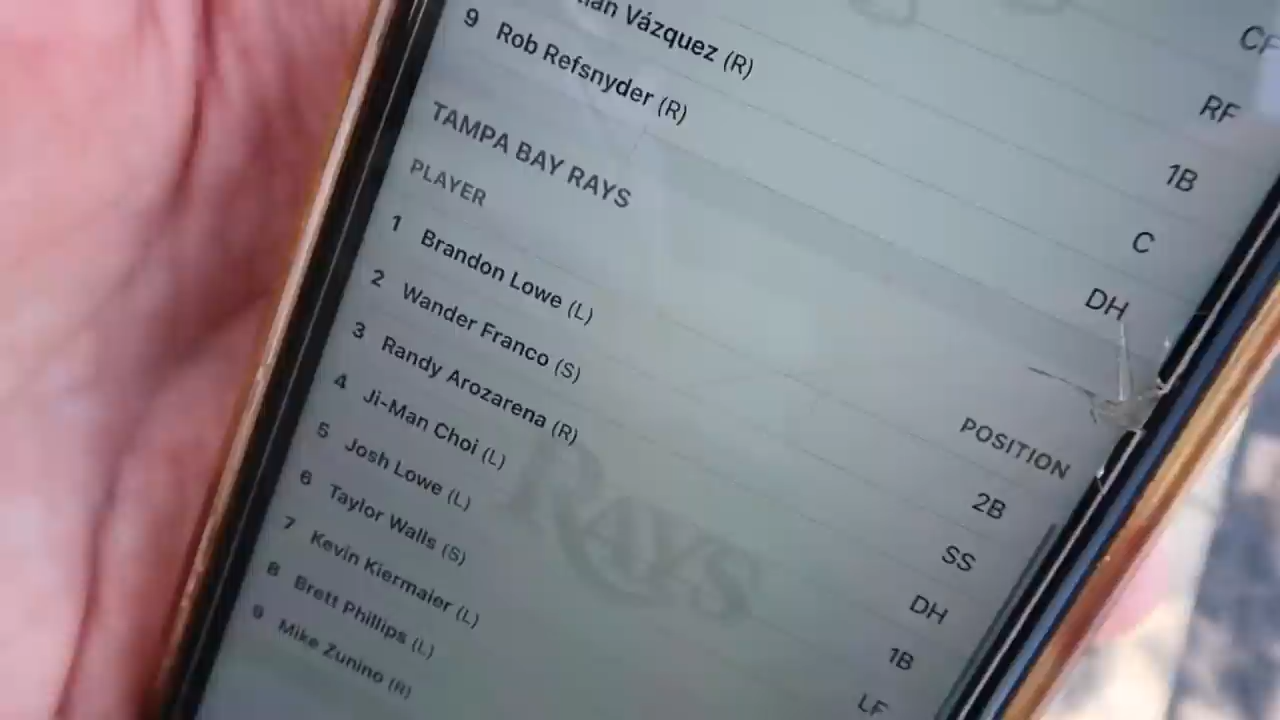 CF
RF
1B
Vázquez (R) C
9 Rob Refsnyder (R) DH
TAMPA BAY RAYS
PLAYER POSITION
1 Brandon Lowe (L) 2B
2 Wander Franco (S) SS
3 Randy Arozarena (R) DH
4 Ji-Man Choi (L) 1B
5 Josh Lowe (L) LF
6 Taylor Walls (S)
7 Kevin Kiermaier (L)
8 Brett Phillips (L)
9 Mike Zunino (R)
RAYS